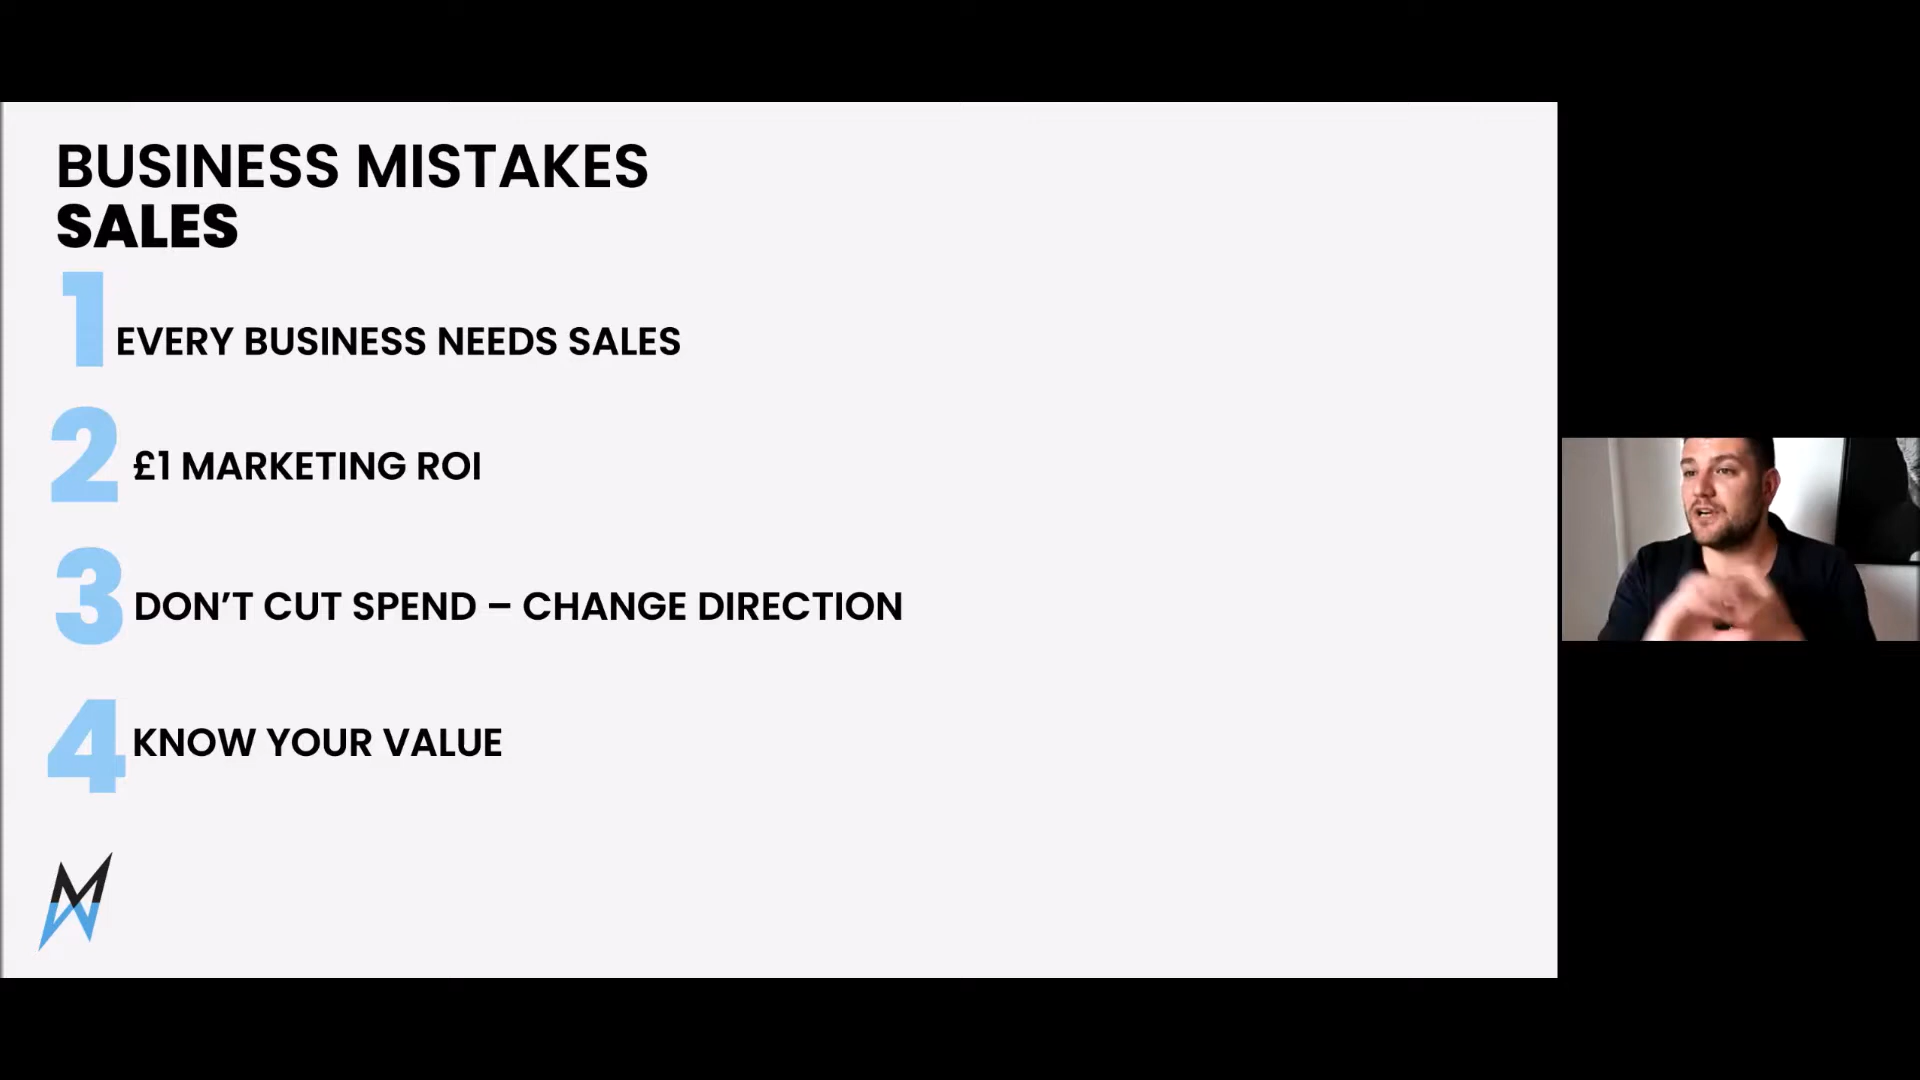 BUSINESS MISTAKES
SALES
1 EVERY BUSINESS NEEDS SALES
2 £1 MARKETING ROI
3 DON’T CUT SPEND – CHANGE DIRECTION
4 KNOW YOUR VALUE